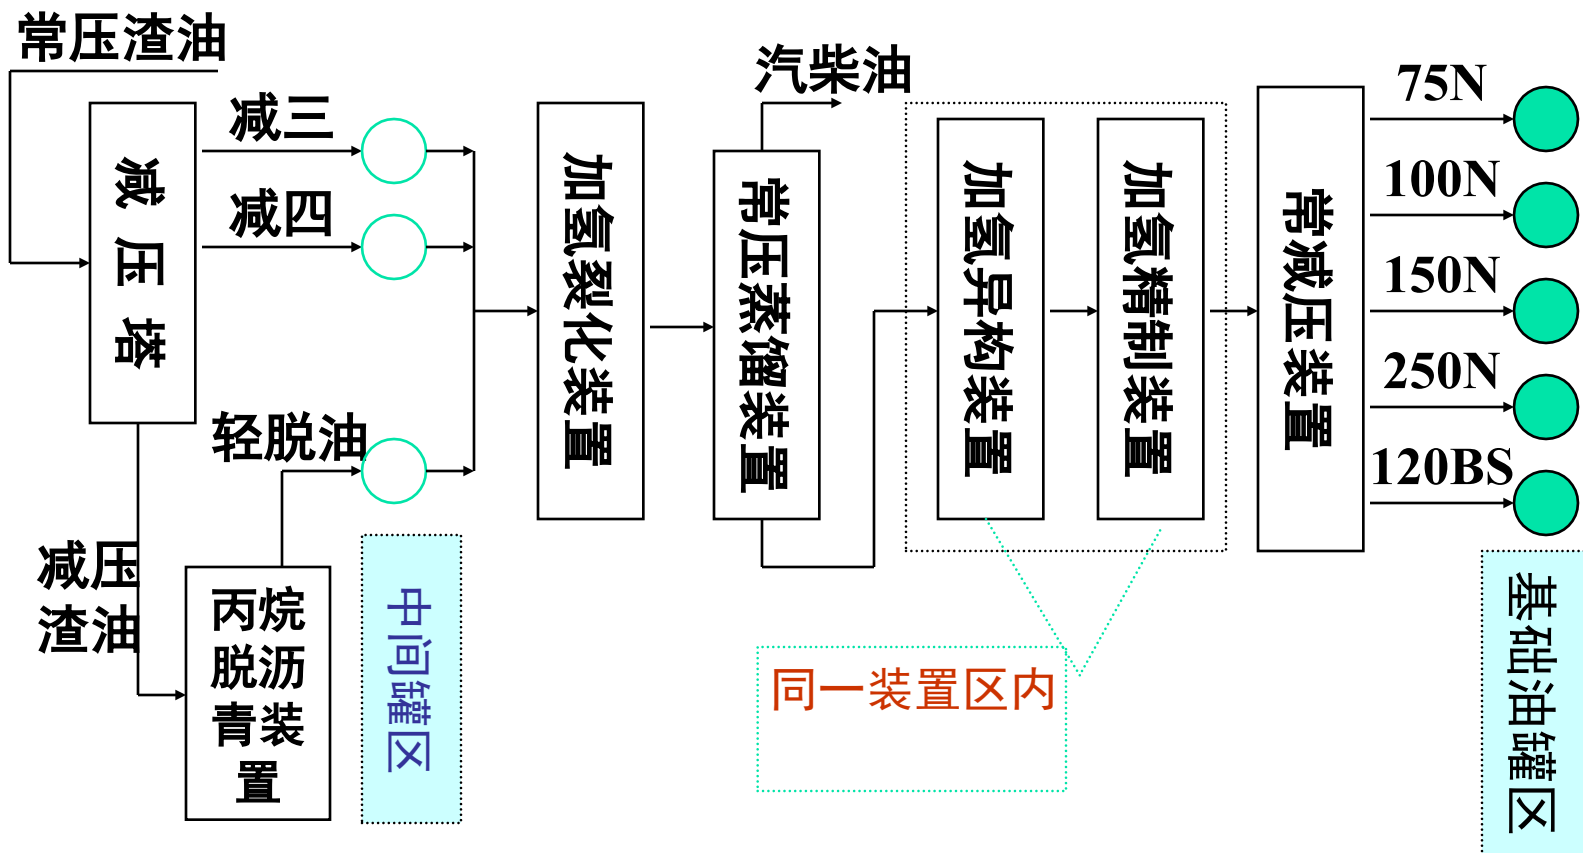 常压渣油
减压塔
减三
减四
轻脱油
减压
渣油
丙烷
脱沥
青装
置
中间罐区
加氢裂化装置
汽柴油
常压蒸馏装置
加氢异构装置
加氢精制装置
同一装置区内
常减压装置
75N
100N
150N
250N
120BS
基础油罐区